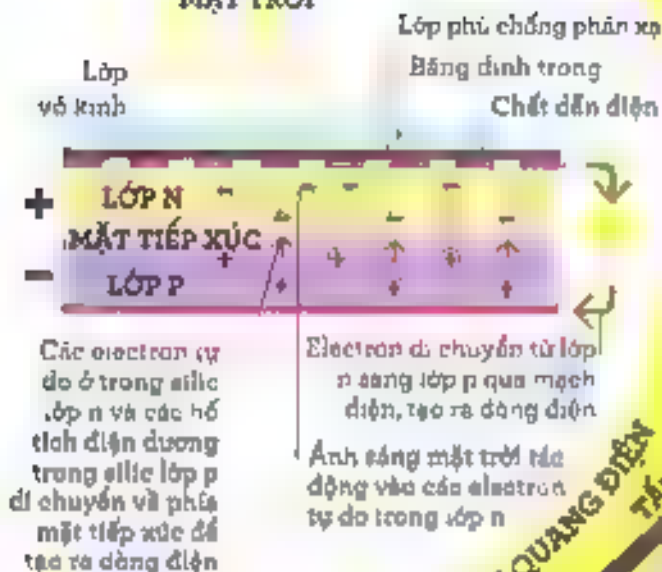 MẶT TRỜI
Lớp phủ chống phản xạ
Băng dính trong
Chất dẫn điện
Lớp
vỏ kính
+
-
LỚP N
MẶT TIẾP XÚC
LỚP P
Các electron tự
do ở trong silic
lớp n và các hố
tích điện dương
trong silic lớp p
di chuyển về phía
mặt tiếp xúc để
tạo ra dòng điện
Electron di chuyển từ lớp
n sang lớp p qua mạch
điện, tạo ra dòng điện
Ánh sáng mặt trời tác
động vào các electron
tự do trong lớp n
QUANG ĐIỆN